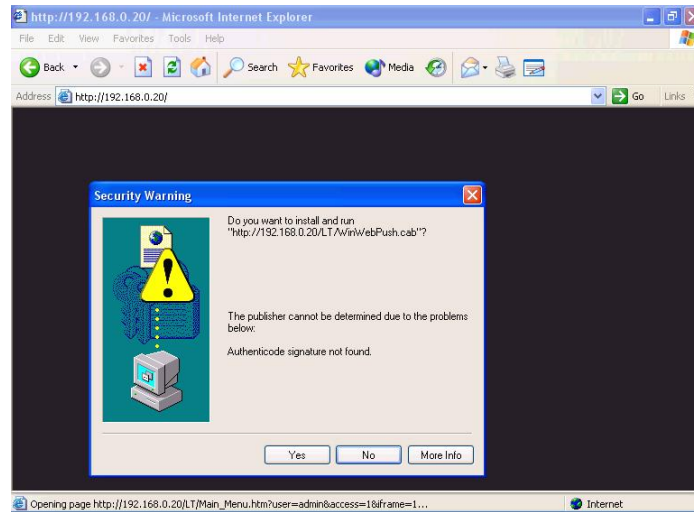 http://192.168.0.20/ - Microsoft Internet Explorer
File Edit View Favorites Tools Help
Back Search Favorites Media
Address http://192.168.0.20/ Go Links
Security Warning
Do you want to install and run
"http://192.168.0.20/LT/WinWebPush.cab"?
The publisher cannot be determined due to the problems
below:
Authenticode signature not found.
Yes No More Info
Opening page http://192.168.0.20/LT/Main_Menu.htm?user=admin&access=1&iframe=1... Internet